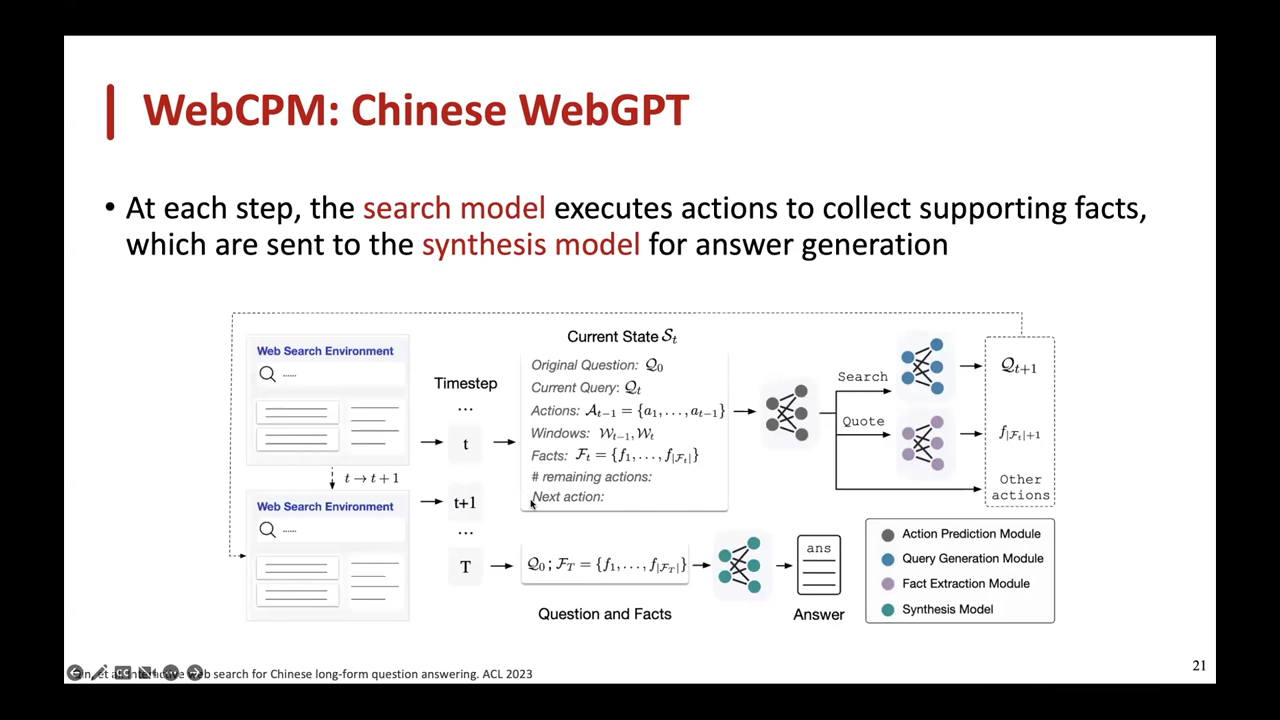 WebCPM: Chinese WebGPT
• At each step, the search model executes actions to collect supporting facts,
which are sent to the synthesis model for answer generation
Web Search Environment
......
t → t + 1
Web Search Environment
......
Timestep
...
t
t+1
...
T
Current State 𝒮t
Original Question: 𝒬0
Current Query: 𝒬t
Actions: 𝒜t−1 = {a1, . . . , at−1}
Windows: 𝒲t−1, 𝒲t
Facts: ℱt = {f1, . . . , f|ℱt|}
# remaining actions:
Next action:
𝒬0 ; ℱT = {f1, . . . , f|ℱT|}
Question and Facts
Search
Quote
𝒬t+1
f|ℱt|+1
Other
actions
ans
Answer
Action Prediction Module
Query Generation Module
Fact Extraction Module
Synthesis Model
web search for Chinese long-form question answering. ACL 2023
21